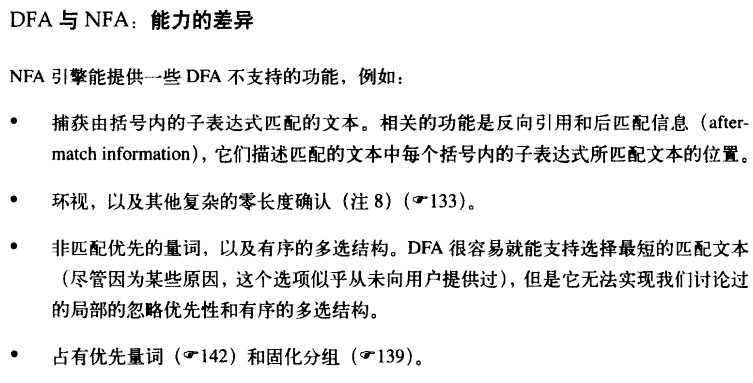 DFA 与 NFA：能力的差异
NFA 引擎能提供一些 DFA 不支持的功能，例如：
• 捕获由括号内的子表达式匹配的文本。相关的功能是反向引用和后匹配信息（after-
match information），它们描述匹配的文本中每个括号内的子表达式所匹配文本的位置。
• 环视，以及其他复杂的零长度确认（注 8）（☞133）。
• 非匹配优先的量词，以及有序的多选结构。DFA 很容易就能支持选择最短的匹配文本
（尽管因为某些原因，这个选项似乎从未向用户提供过），但是它无法实现我们讨论过
的局部的忽略优先性和有序的多选结构。
• 占有优先量词（☞142）和固化分组（☞139）。